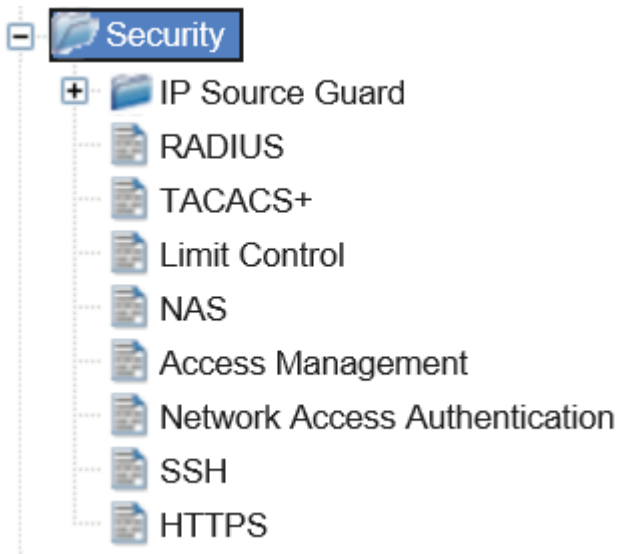 Security
IP Source Guard
RADIUS
TACACS+
Limit Control
NAS
Access Management
Network Access Authentication
SSH
HTTPS